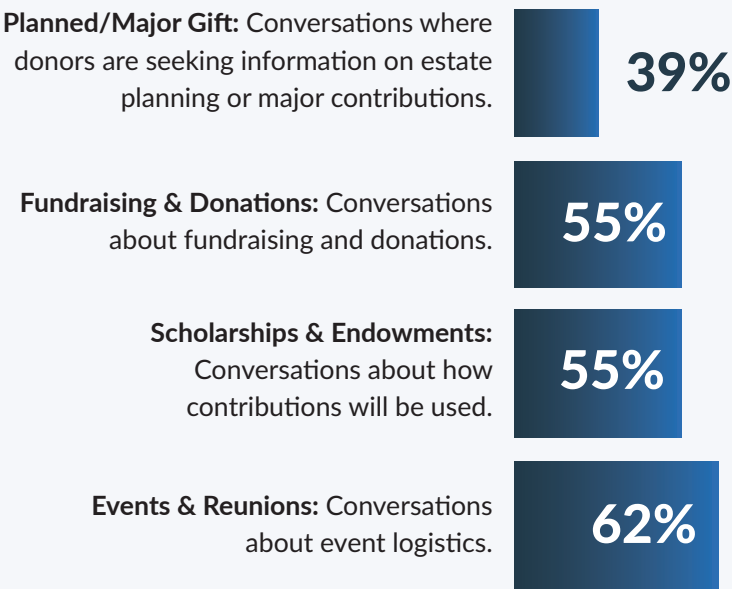 Planned/Major Gift: Conversations where
donors are seeking information on estate
planning or major contributions.
39%
Fundraising & Donations: Conversations
about fundraising and donations.
55%
Scholarships & Endowments:
Conversations about how
contributions will be used.
55%
Events & Reunions: Conversations
about event logistics.
62%